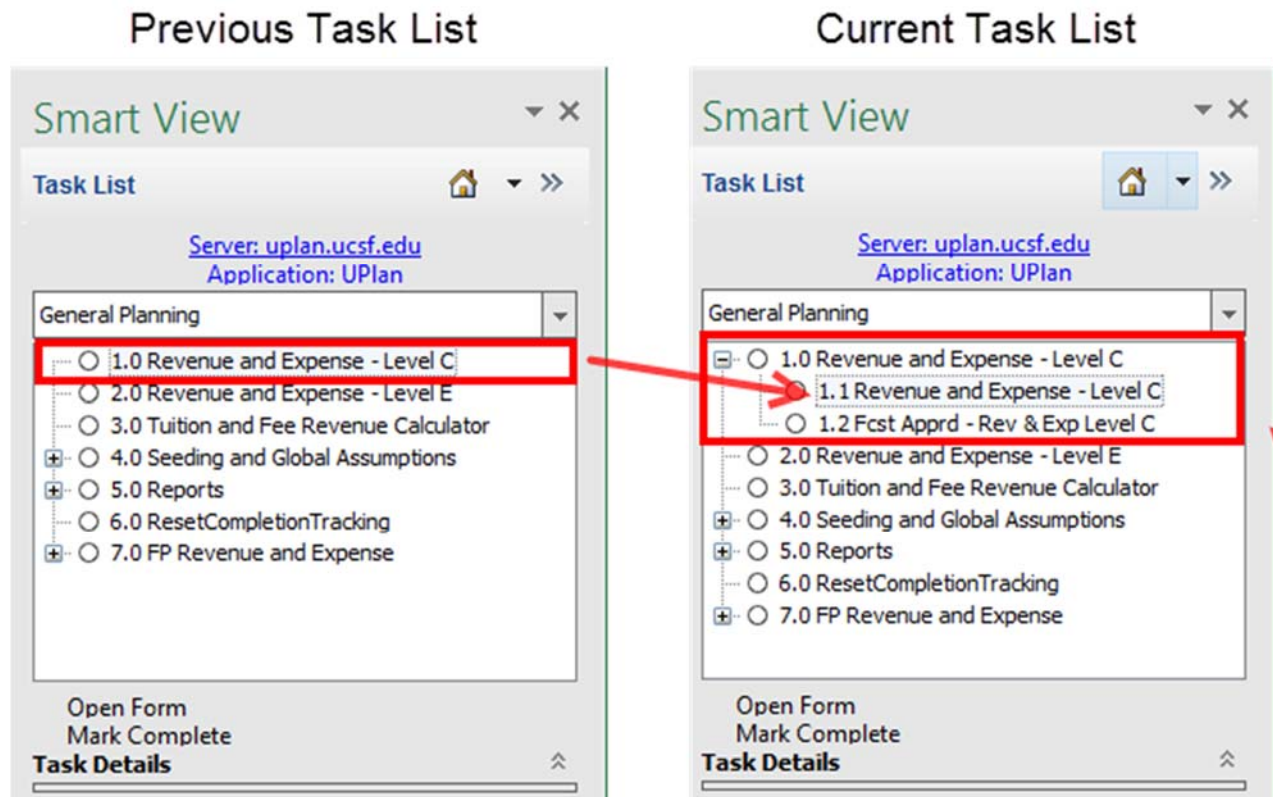 Previous Task List
Smart View
Task List
Server: uplan.ucsf.edu
Application: UPlan
General Planning
1.0 Revenue and Expense - Level C
2.0 Revenue and Expense - Level E
3.0 Tuition and Fee Revenue Calculator
4.0 Seeding and Global Assumptions
5.0 Reports
6.0 ResetCompletionTracking
7.0 FP Revenue and Expense
Open Form
Mark Complete
Task Details
Current Task List
Smart View
Task List
Server: uplan.ucsf.edu
Application: UPlan
General Planning
1.0 Revenue and Expense - Level C
1.1 Revenue and Expense - Level C
1.2 Fcst Apprd - Rev & Exp Level C
2.0 Revenue and Expense - Level E
3.0 Tuition and Fee Revenue Calculator
4.0 Seeding and Global Assumptions
5.0 Reports
6.0 ResetCompletionTracking
7.0 FP Revenue and Expense
Open Form
Mark Complete
Task Details